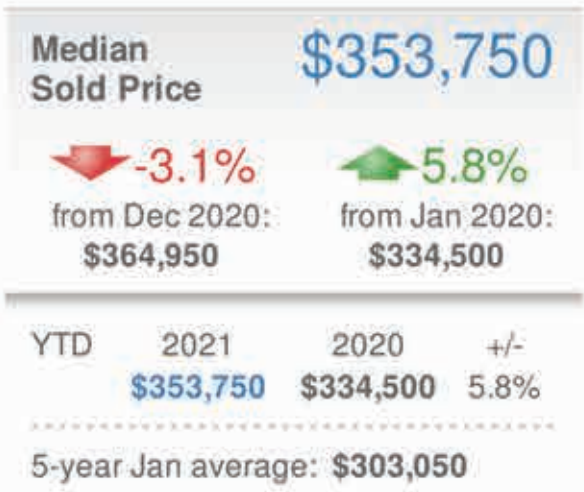 Median
Sold Price
$353,750
-3.1%
5.8%
from Dec 2020:
from Jan 2020:
$364,950
$334,500
YTD 2021 2020 +/-
$353,750 $334,500 5.8%
5-year Jan average: $303,050